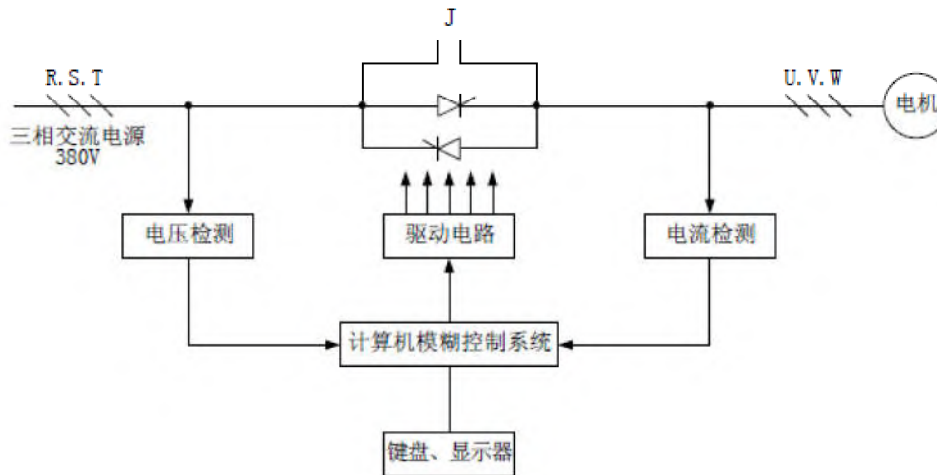 J
R.S.T
U.V.W
电机
三相交流电源
380V
电压检测
驱动电路
电流检测
计算机模糊控制系统
键盘、显示器